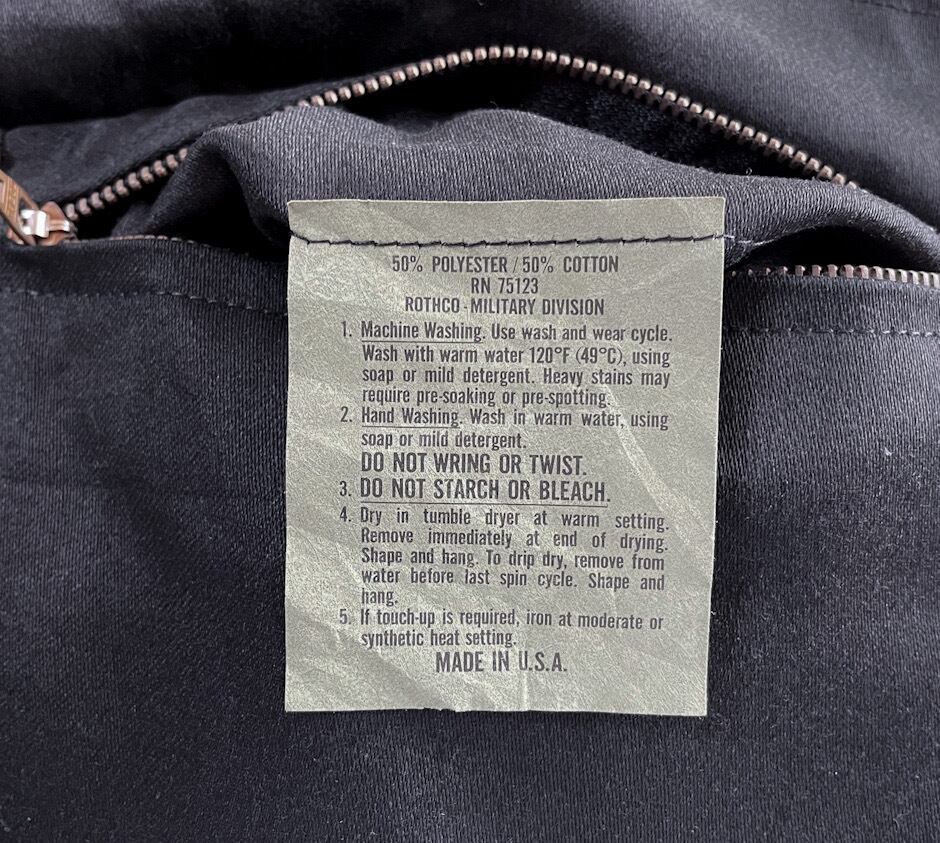 50% POLYESTER / 50% COTTON
RN 75123
ROTHCO - MILITARY DIVISION
1. Machine Washing. Use wash and wear cycle.
Wash with warm water 120°F (49°C), using
soap or mild detergent. Heavy stains may
require pre-soaking or pre-spotting.
2. Hand Washing. Wash in warm water, using
soap or mild detergent.
DO NOT WRING OR TWIST.
3. DO NOT STARCH OR BLEACH.
4. Dry in tumble dryer at warm setting.
Remove immediately at end of drying.
Shape and hang. To drip dry, remove from
water before last spin cycle. Shape and
hang.
5. If touch-up is required, iron at moderate or
synthetic heat setting.
MADE IN U.S.A.